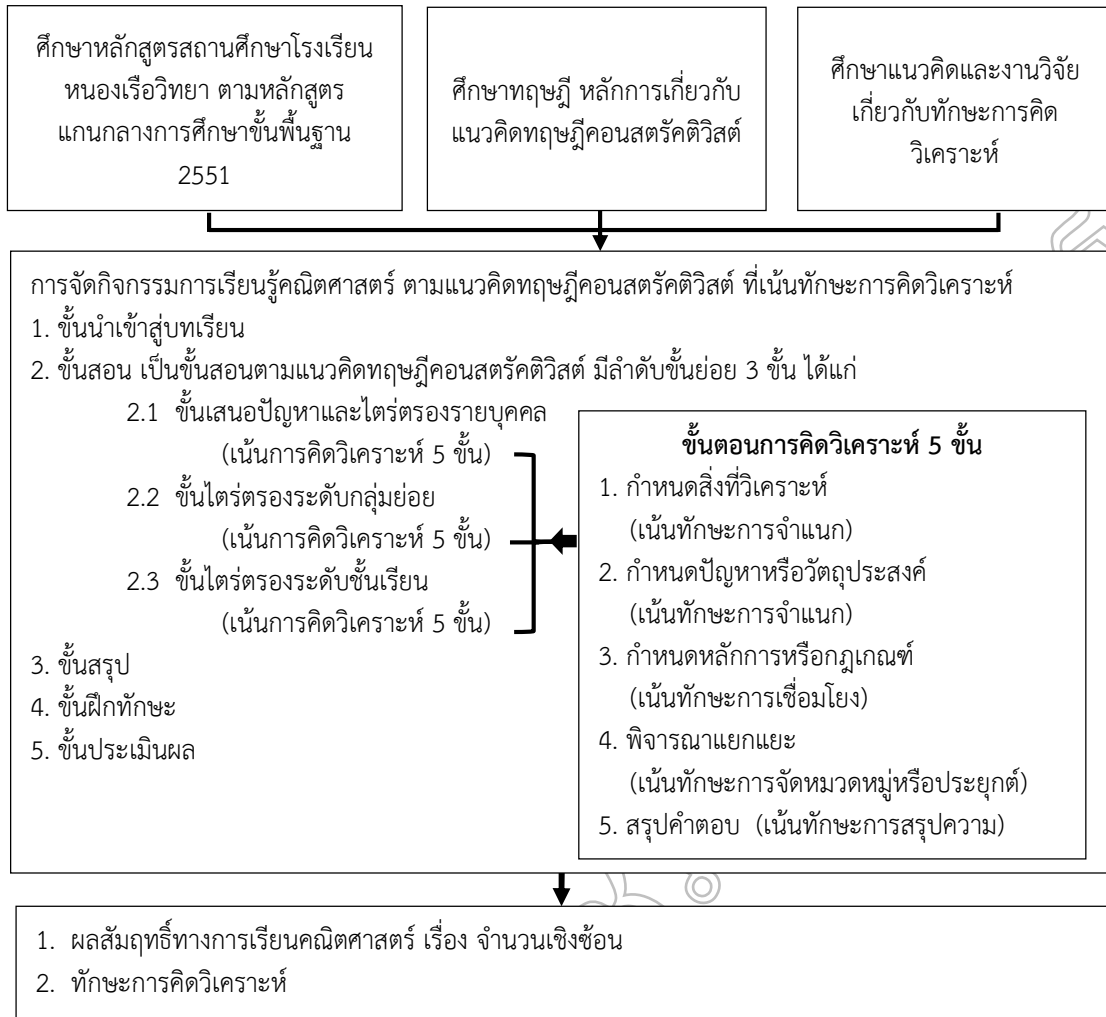 ศึกษาหลักสูตรสถานศึกษาโรงเรียน
หนองเรือวิทยา ตามหลักสูตร
แกนกลางการศึกษาขั้นพื้นฐาน
2551
ศึกษาทฤษฎี หลักการเกี่ยวกับ
แนวคิดทฤษฎีคอนสตรัคติวิสต์
ศึกษาแนวคิดและงานวิจัย
เกี่ยวกับทักษะการคิด
วิเคราะห์
การจัดกิจกรรมการเรียนรู้คณิตศาสตร์ ตามแนวคิดทฤษฎีคอนสตรัคติวิสต์ ที่เน้นทักษะการคิดวิเคราะห์
1. ขั้นนำเข้าสู่บทเรียน
2. ขั้นสอน เป็นขั้นสอนตามแนวคิดทฤษฎีคอนสตรัคติวิสต์ มีลำดับขั้นย่อย 3 ขั้น ได้แก่
2.1 ขั้นเสนอปัญหาและไตร่ตรองรายบุคคล
(เน้นการคิดวิเคราะห์ 5 ขั้น)
2.2 ขั้นไตร่ตรองระดับกลุ่มย่อย
(เน้นการคิดวิเคราะห์ 5 ขั้น)
2.3 ขั้นไตร่ตรองระดับชั้นเรียน
(เน้นการคิดวิเคราะห์ 5 ขั้น)
3. ขั้นสรุป
4. ขั้นฝึกทักษะ
5. ขั้นประเมินผล
ขั้นตอนการคิดวิเคราะห์ 5 ขั้น
1. กำหนดสิ่งที่วิเคราะห์
(เน้นทักษะการจำแนก)
2. กำหนดปัญหาหรือวัตถุประสงค์
(เน้นทักษะการจำแนก)
3. กำหนดหลักการหรือกฎเกณฑ์
(เน้นทักษะการเชื่อมโยง)
4. พิจารณาแยกแยะ
(เน้นทักษะการจัดหมวดหมู่หรือประยุกต์)
5. สรุปคำตอบ (เน้นทักษะการสรุปความ)
1. ผลสัมฤทธิ์ทางการเรียนคณิตศาสตร์ เรื่อง จำนวนเชิงซ้อน
2. ทักษะการคิดวิเคราะห์